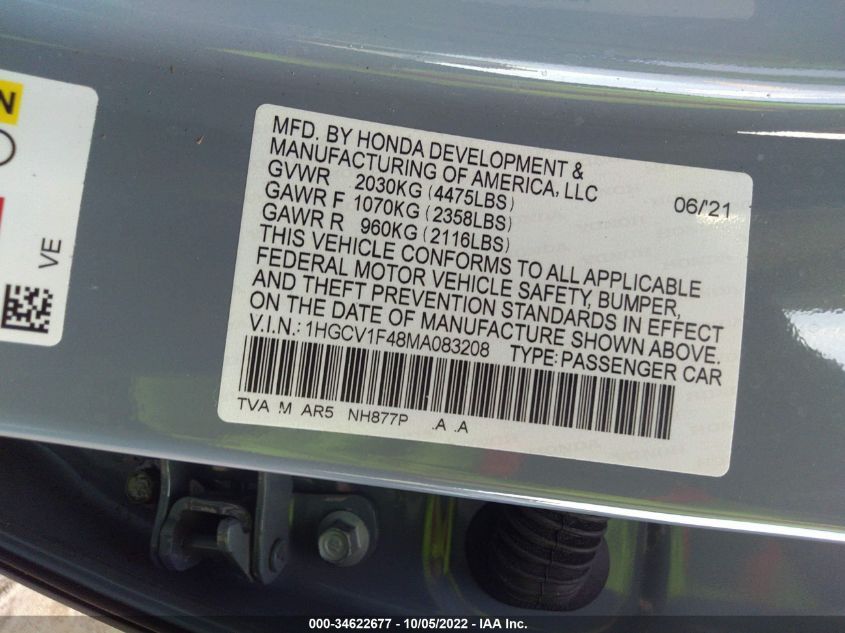 N
VE
MFD. BY HONDA DEVELOPMENT &
MANUFACTURING OF AMERICA, LLC
GVWR 2030KG (4475LBS) 06/'21
GAWR F 1070KG (2358LBS)
GAWR R 960KG (2116LBS)
THIS VEHICLE CONFORMS TO ALL APPLICABLE
FEDERAL MOTOR VEHICLE SAFETY, BUMPER,
AND THEFT PREVENTION STANDARDS IN EFFECT
ON THE DATE OF MANUFACTURE SHOWN ABOVE.
V.I.N.: 1HGCV1F48MA083208 TYPE: PASSENGER CAR
TVA M AR5 NH877P .A .A
000-34622677 - 10/05/2022 - IAA Inc.